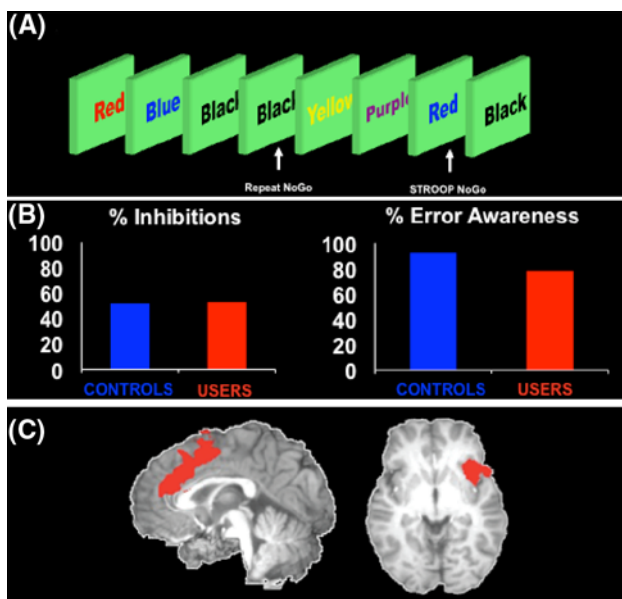 (A)
Red Blue Black Black Yellow Purple Red Black
Repeat NoGo STROOP NoGo
(B)
% Inhibitions % Error Awareness
100 100
80 80
60 60
40 40
20 20
0 0
CONTROLS USERS CONTROLS USERS
(C)